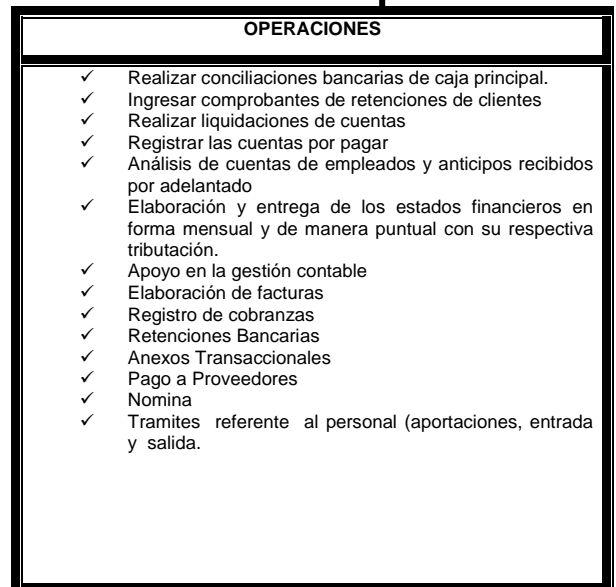 OPERACIONES
✓ Realizar conciliaciones bancarias de caja principal.
✓ Ingresar comprobantes de retenciones de clientes
✓ Realizar liquidaciones de cuentas
✓ Registrar las cuentas por pagar
✓ Análisis de cuentas de empleados y anticipos recibidos
por adelantado
✓ Elaboración y entrega de los estados financieros en
forma mensual y de manera puntual con su respectiva
tributación.
✓ Apoyo en la gestión contable
✓ Elaboración de facturas
✓ Registro de cobranzas
✓ Retenciones Bancarias
✓ Anexos Transaccionales
✓ Pago a Proveedores
✓ Nomina
✓ Tramites referente al personal (aportaciones, entrada
y salida.